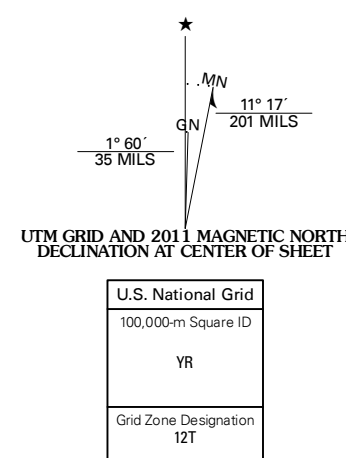 ★
MN
11° 17´
201 MILS
GN
1° 60´
35 MILS
UTM GRID AND 2011 MAGNETIC NORTH
DECLINATION AT CENTER OF SHEET
U.S. National Grid
100,000-m Square ID
YR
Grid Zone Designation
12T